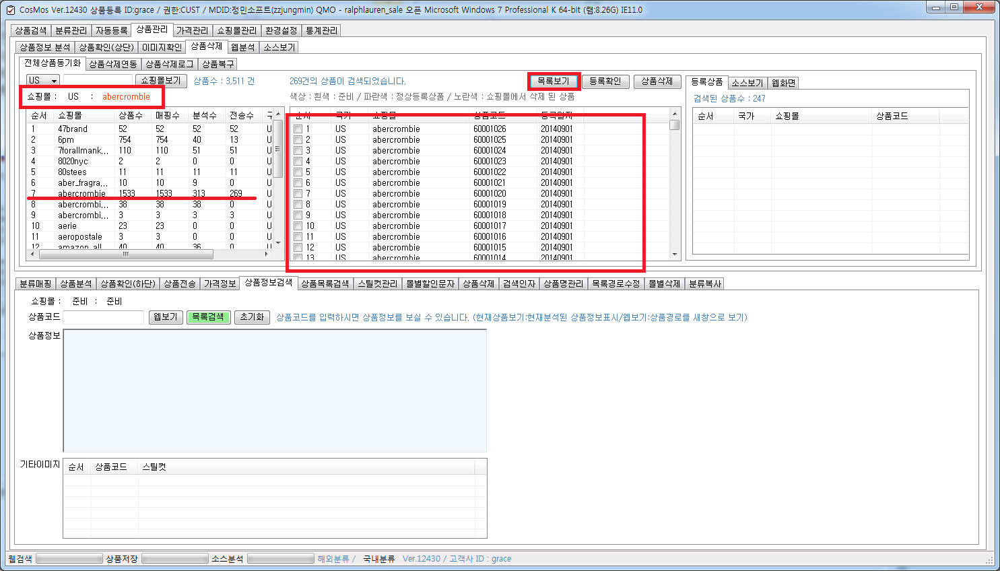 CosMos Ver.12430 상품등록 ID:grace / 권한:CUST / MDID:정민소프트(zzjungmin) QMO - ralphlauren_sale 오픈 Microsoft Windows 7 Professional K 64-bit (램:8.26G) IE11.0
상품검색 분류관리 자동등록 상품관리 가격관리 쇼핑몰관리 환경설정 통계관리
상품정보 분석 상품확인(상단) 이미지확인 상품삭제 웹분석 소스보기
전체상품동기화 상품삭제연동 상품삭제로그 상품복구
US 쇼핑몰보기 상품수 : 3,511 건
쇼핑몰 : US : abercrombie
순서 쇼핑몰 상품수 매핑수 분석수 전송수
1 47brand 52 52 52 52 U
2 6pm 754 754 40 13 U
3 7forallmank,,, 110 110 51 51 U
4 8020nyc 2 2 0 0 U
5 80stees 11 11 11 11 U
6 aber_fragra,,, 10 10 9 0 U
7 abercrombie 1533 1533 313 269 U
8 abercrombi,,, 38 38 38 0 U
9 abercrombi,,, 3 3 3 3 U
10 aerie 23 23 0 0 U
11 aeropostale 3 3 0 0 U
12 amazon_all 40 40 36 0 U
269건의 상품이 검색되었습니다.
목록보기 등록확인 상품삭제
색상 : 흰색 : 준비 / 파란색 : 정상등록상품 / 노란색 : 쇼핑몰에서 삭제 된 상품
순서 국가 쇼핑몰 상품코드 등록일자
1 US abercrombie 60001026 20140901
2 US abercrombie 60001025 20140901
3 US abercrombie 60001024 20140901
4 US abercrombie 60001023 20140901
5 US abercrombie 60001022 20140901
6 US abercrombie 60001021 20140901
7 US abercrombie 60001020 20140901
8 US abercrombie 60001019 20140901
9 US abercrombie 60001018 20140901
10 US abercrombie 60001017 20140901
11 US abercrombie 60001016 20140901
12 US abercrombie 60001015 20140901
13 US abercrombie 60001014 20140901
등록상품 소스보기 웹화면
검색된 상품수 : 247
순서 국가 쇼핑몰 상품코드
분류매핑 상품분석 상품확인(하단) 상품전송 가격정보 상품정보검색 상품목록검색 스틸컷관리 몰별할인문자 상품삭제 검색인자 상품명관리 목록경로수정 몰별삭제 분류복사
쇼핑몰 : 준비 : 준비
상품코드 웹보기 목록검색 초기화 상품코드를 입력하시면 상품정보를 보실 수 있습니다. (현재상품보기:현재분석된 상품정보표시/웹보기:상품경로를 새창으로 보기)
상품정보
기타이미지 순서 상품코드 스틸컷
웹검색 상품저장 소스분석 해외분류 / 국내분류 Ver.12430 / 고객사 ID : grace